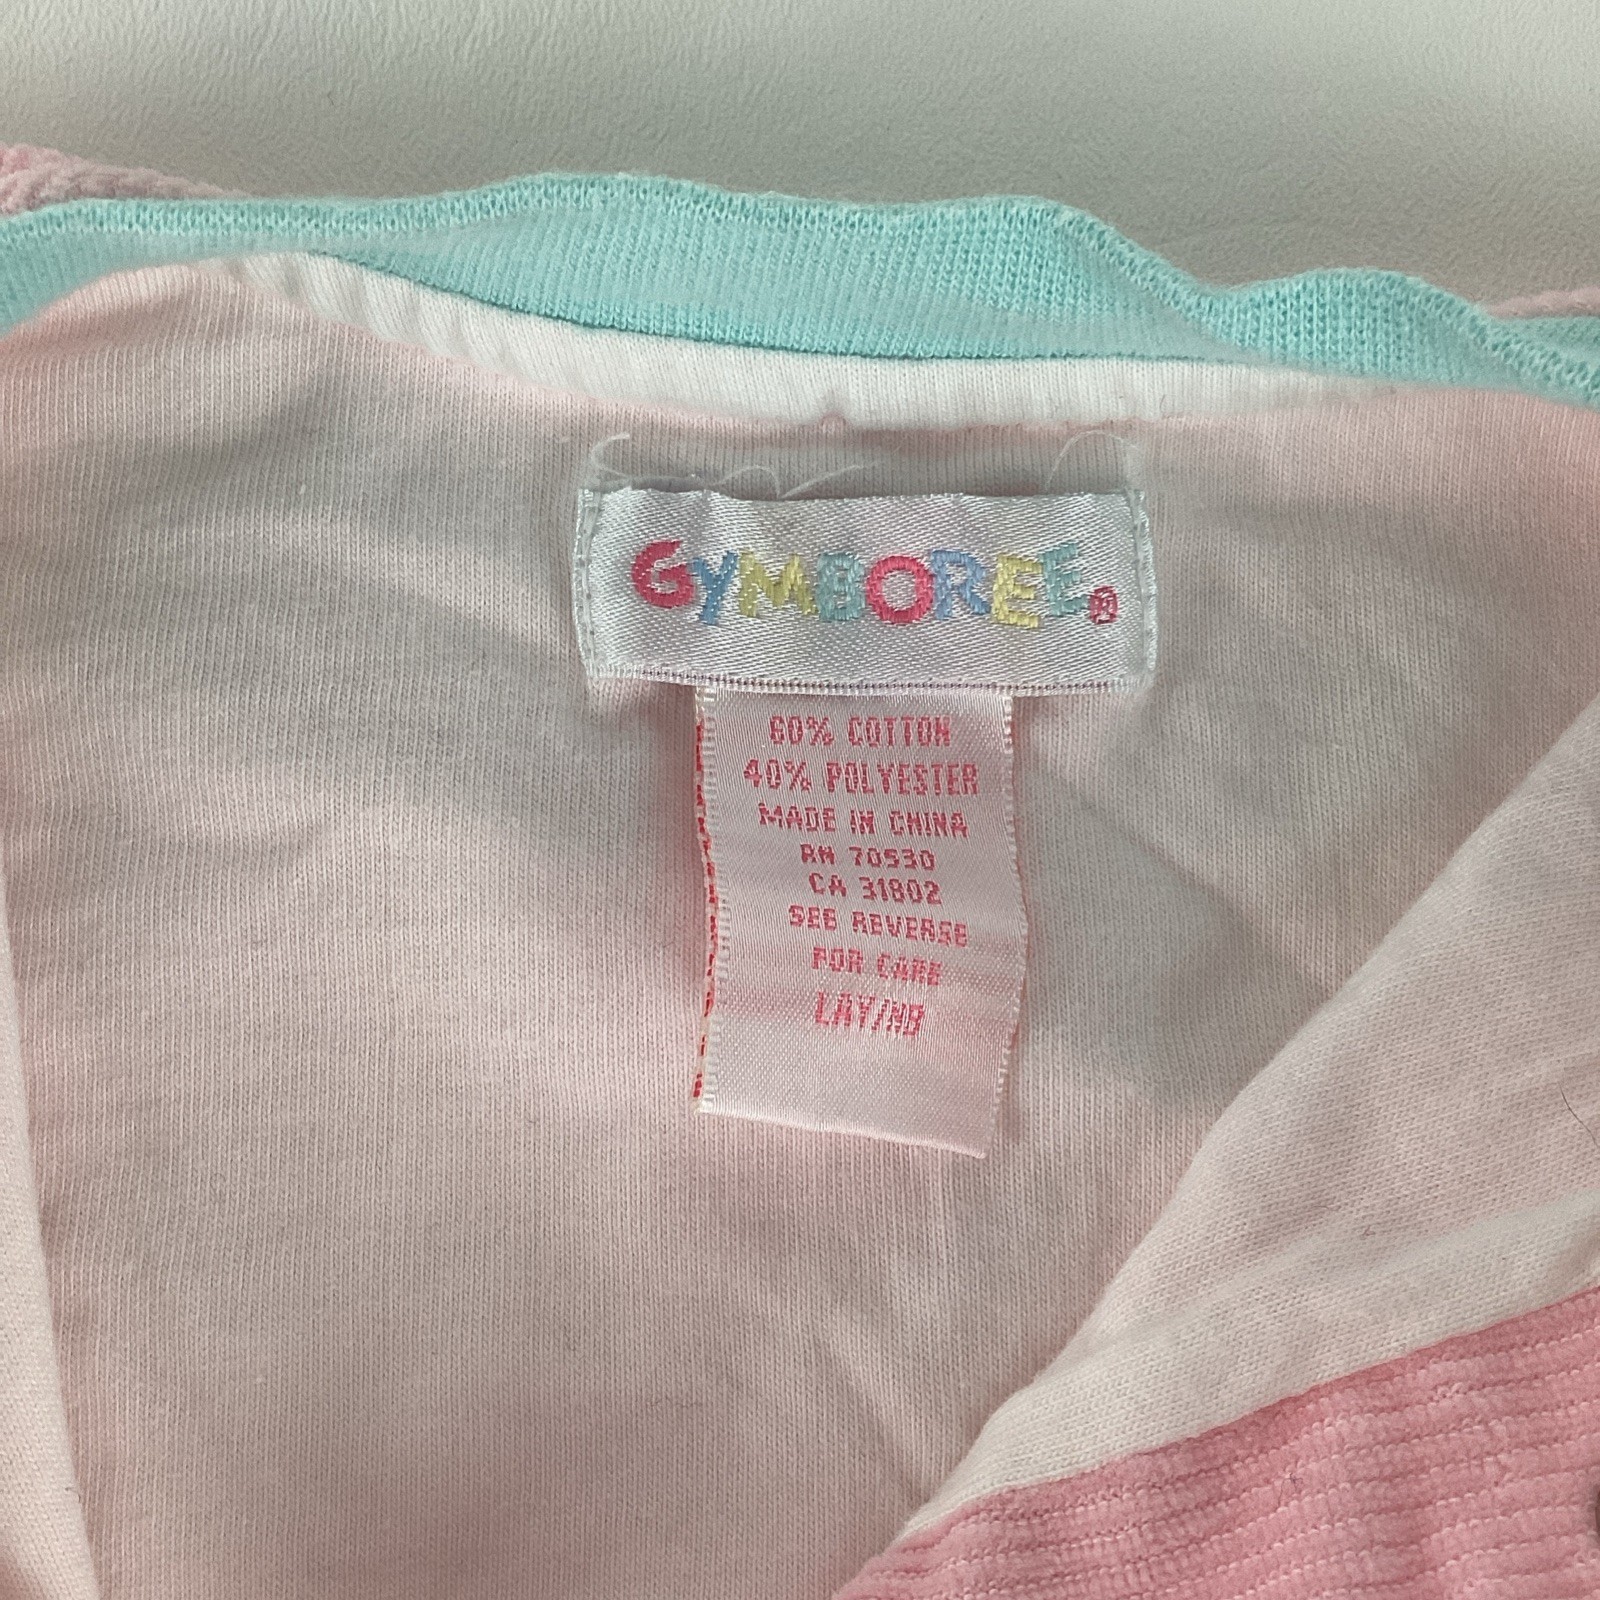 GYMBOREE®
60% COTTON
40% POLYESTER
MADE IN CHINA
RN 70530
CA 31802
SEE REVERSE
FOR CARE
LAY/NB